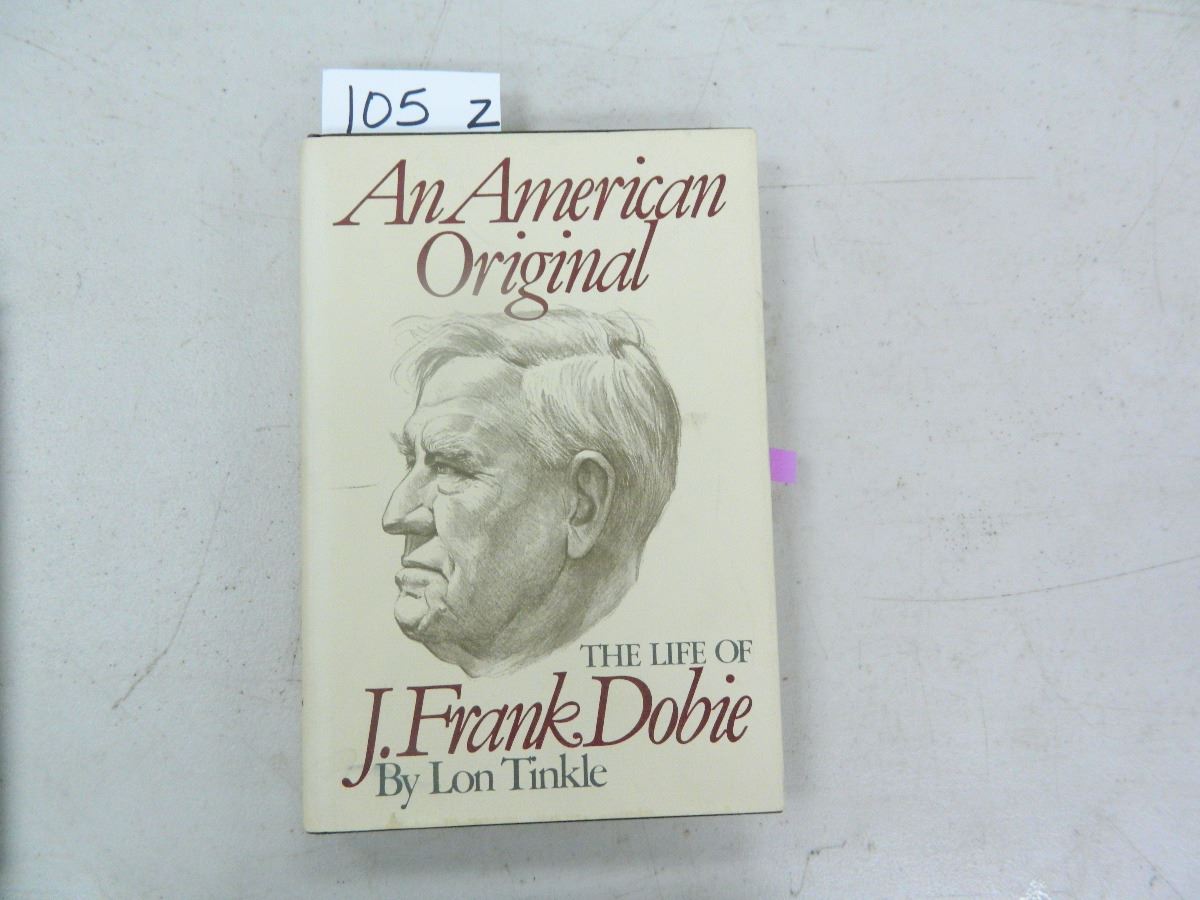 105 Z
An American
Original
THE LIFE OF
J. Frank Dobie
By Lon Tinkle